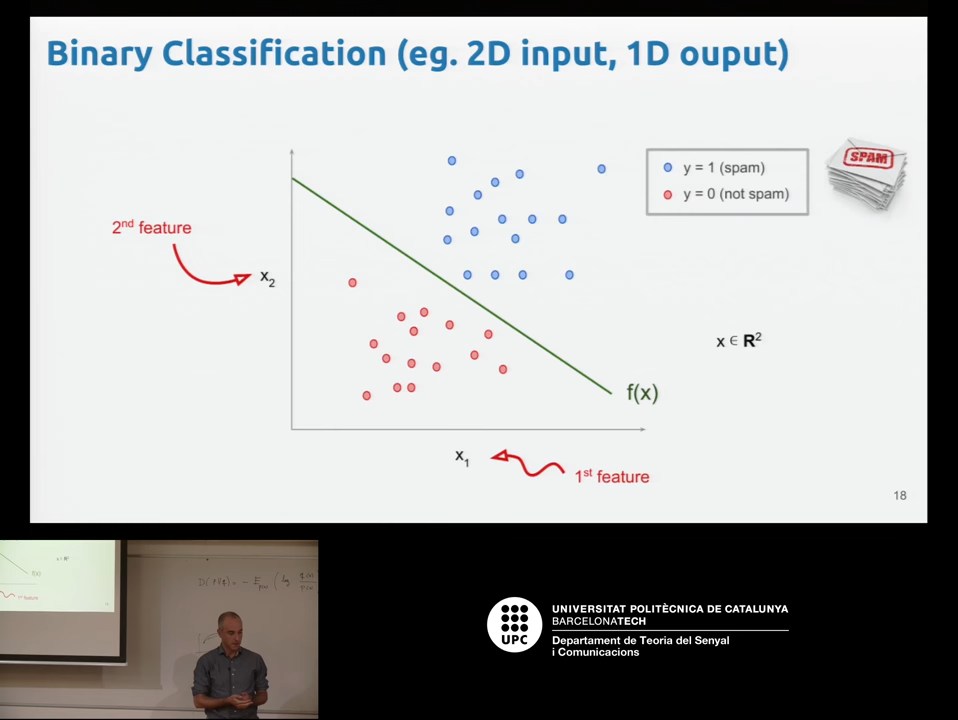 Binary Classification (eg. 2D input, 1D ouput)
y = 1 (spam)
y = 0 (not spam)
SPAM
2nd feature
x2
x ∈ R²
f(x)
x1
1st feature
18
UPC
UNIVERSITAT POLITÈCNICA DE CATALUNYA
BARCELONATECH
Departament de Teoria del Senyal
i Comunicacions